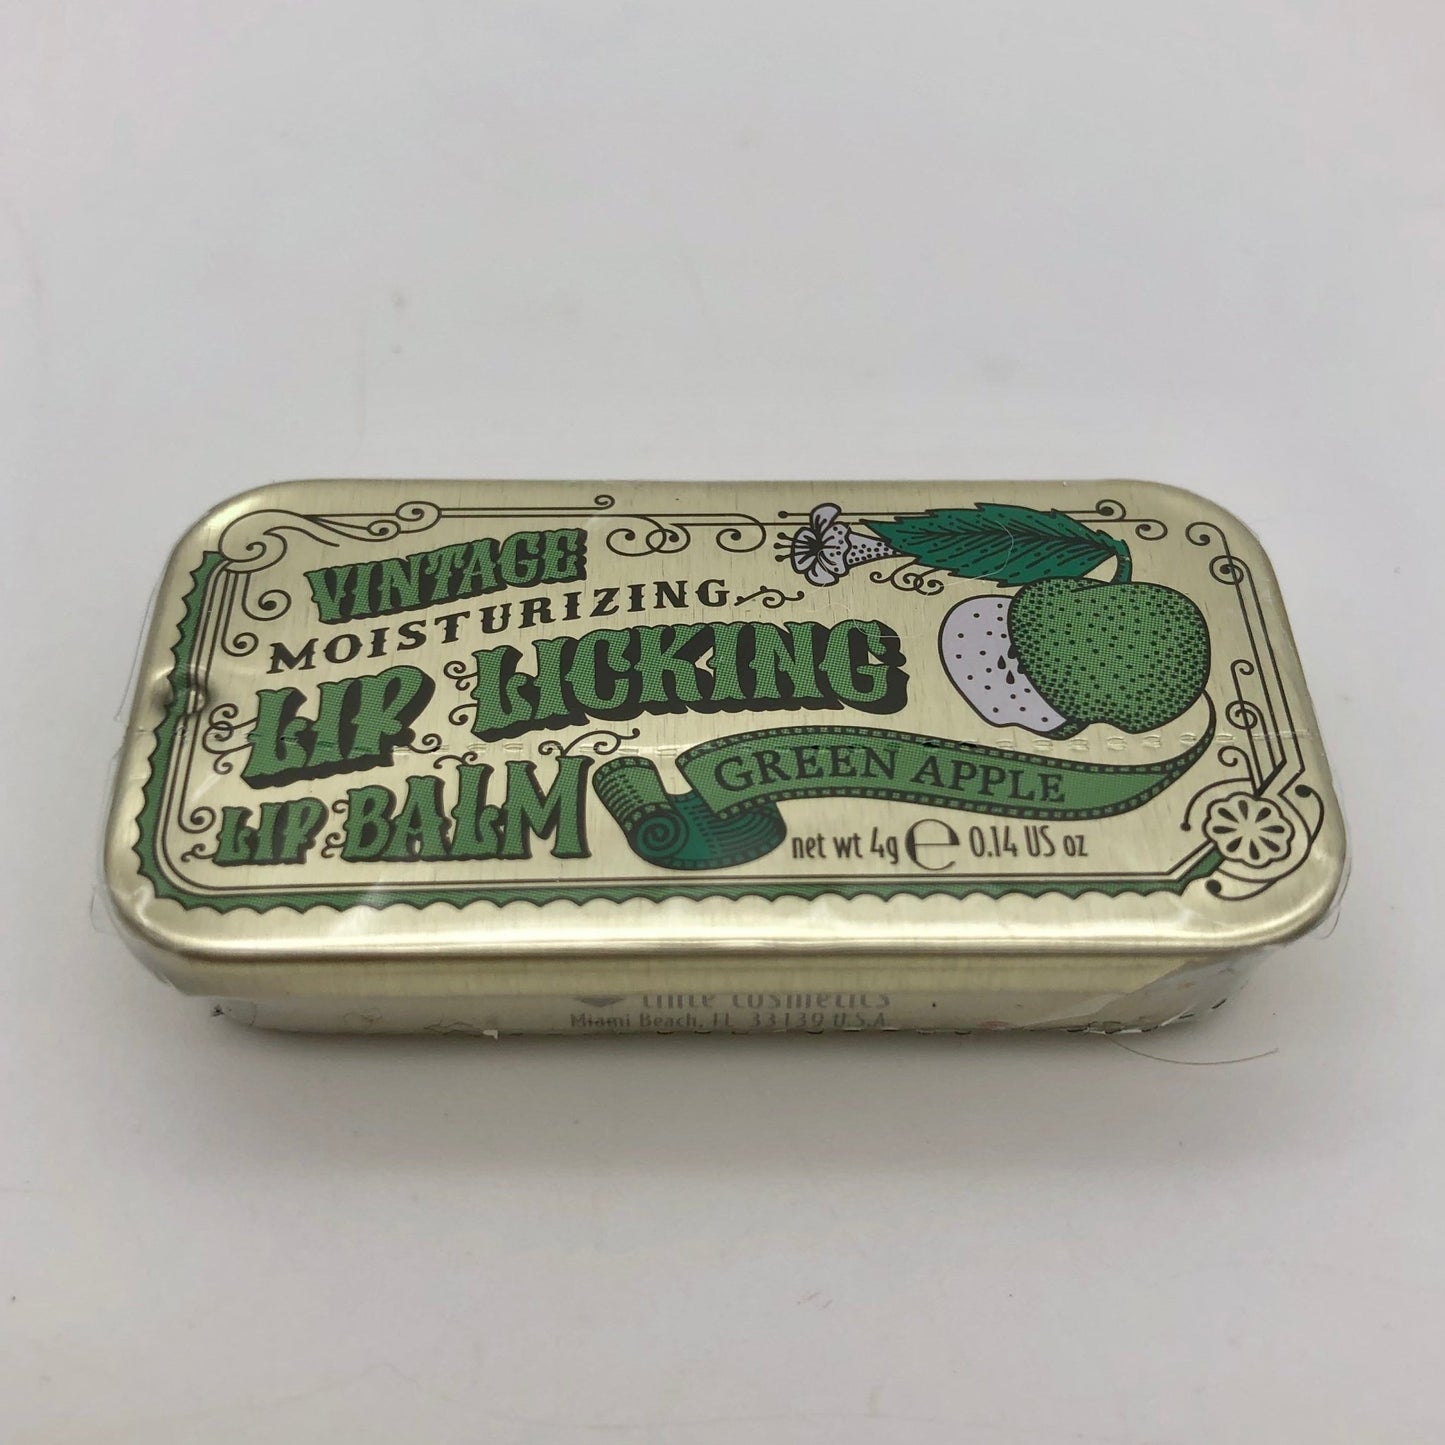 VINTAGE
MOISTURIZING
LIP LICKING
LIP BALM
GREEN APPLE
net wt 4g ℮ 0.14 US oz
cosmetics
Miami Beach, FL 33139 U.S.A.